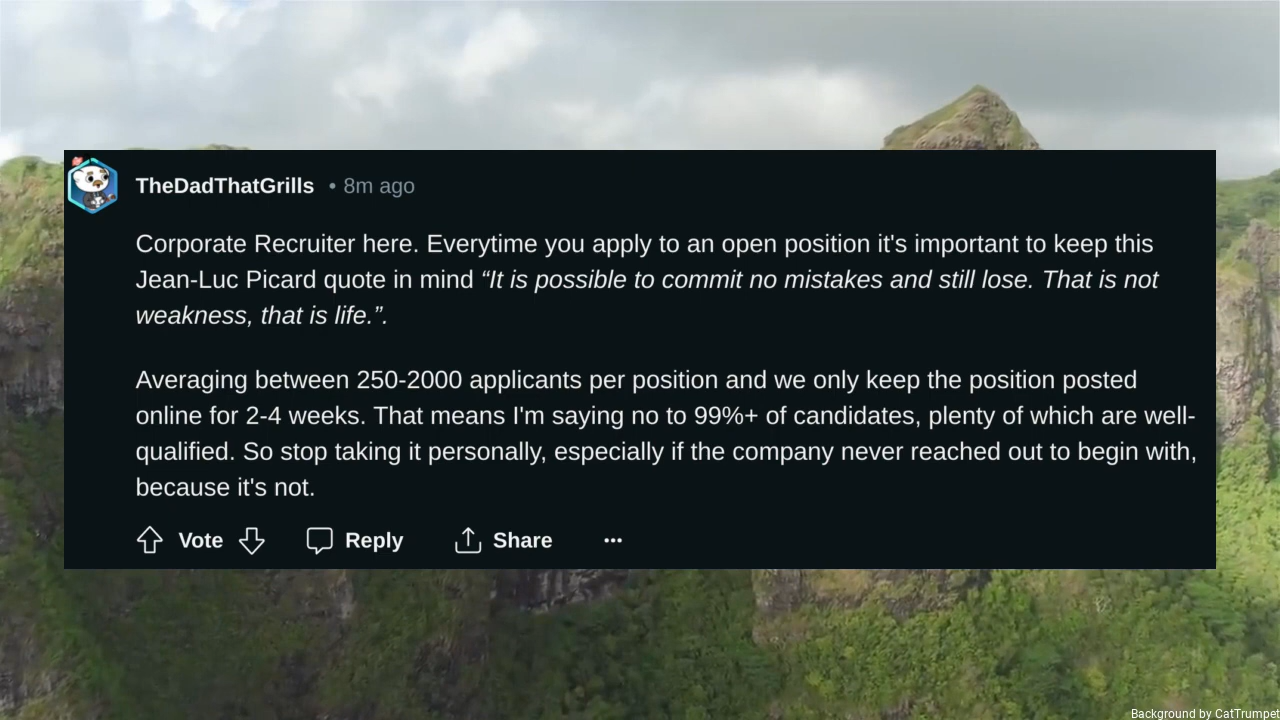 TheDadThatGrills • 8m ago
Corporate Recruiter here. Everytime you apply to an open position it's important to keep this
Jean-Luc Picard quote in mind “It is possible to commit no mistakes and still lose. That is not
weakness, that is life.”.
Averaging between 250-2000 applicants per position and we only keep the position posted
online for 2-4 weeks. That means I'm saying no to 99%+ of candidates, plenty of which are well-
qualified. So stop taking it personally, especially if the company never reached out to begin with,
because it's not.
Vote Reply Share ···
Background by CatTrumpet